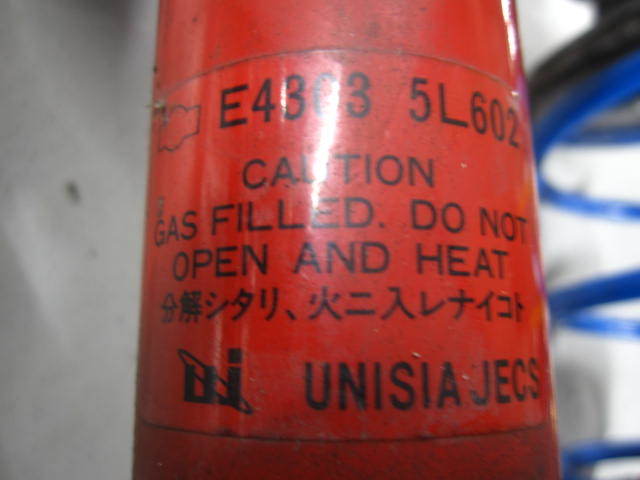 E4303 5L602
CAUTION
GAS FILLED. DO NOT
OPEN AND HEAT
分解シタリ、火ニ入レナイコト
UNISIA JECS